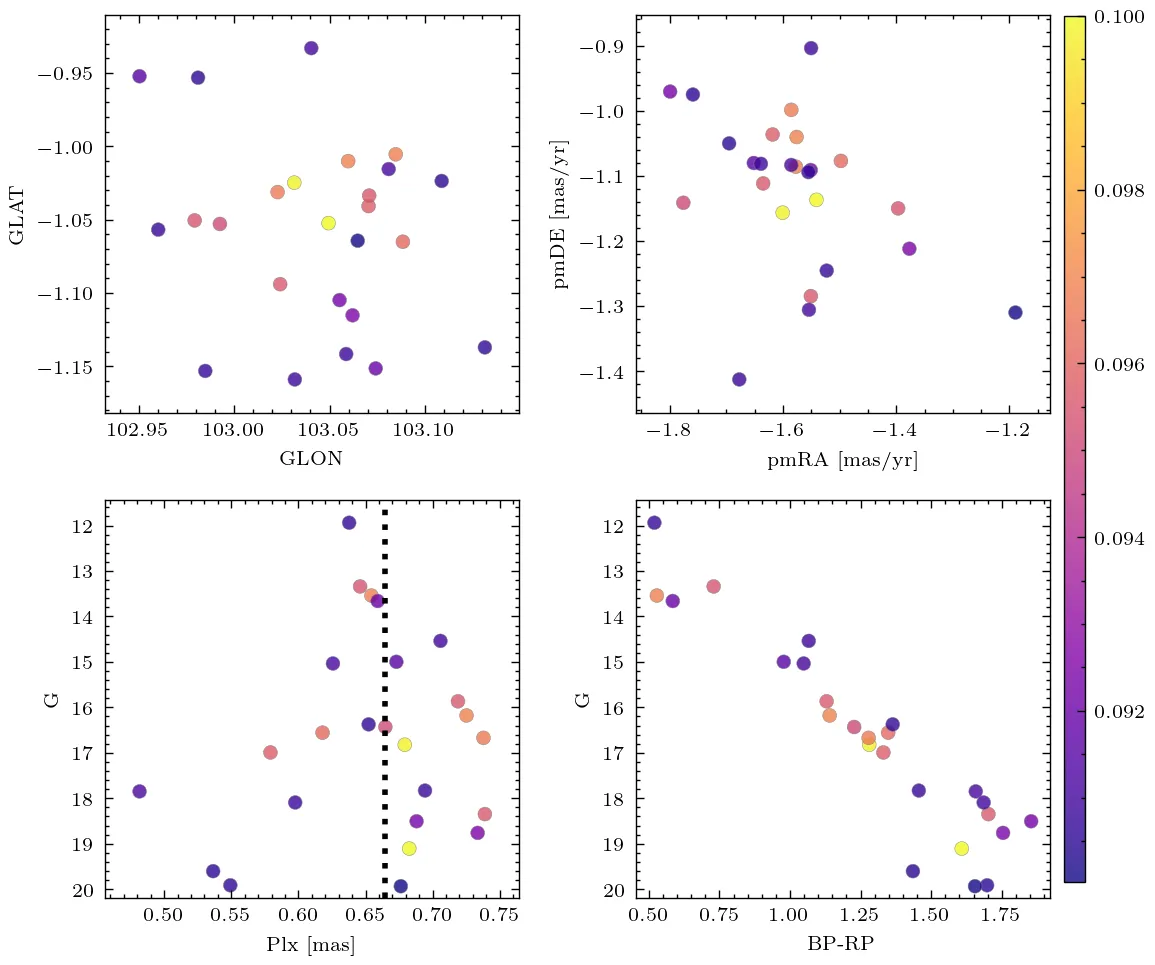 −0.95
−1.00
−1.05
−1.10
−1.15
GLAT
102.95 103.00 103.05 103.10
GLON
−0.9
−1.0
−1.1
−1.2
−1.3
−1.4
pmDE [mas/yr]
−1.8 −1.6 −1.4 −1.2
pmRA [mas/yr]
12
13
14
15
16
17
18
19
20
G
0.50 0.55 0.60 0.65 0.70 0.75
Plx [mas]
12
13
14
15
16
17
18
19
20
G
0.50 0.75 1.00 1.25 1.50 1.75
BP-RP
0.100
0.098
0.096
0.094
0.092